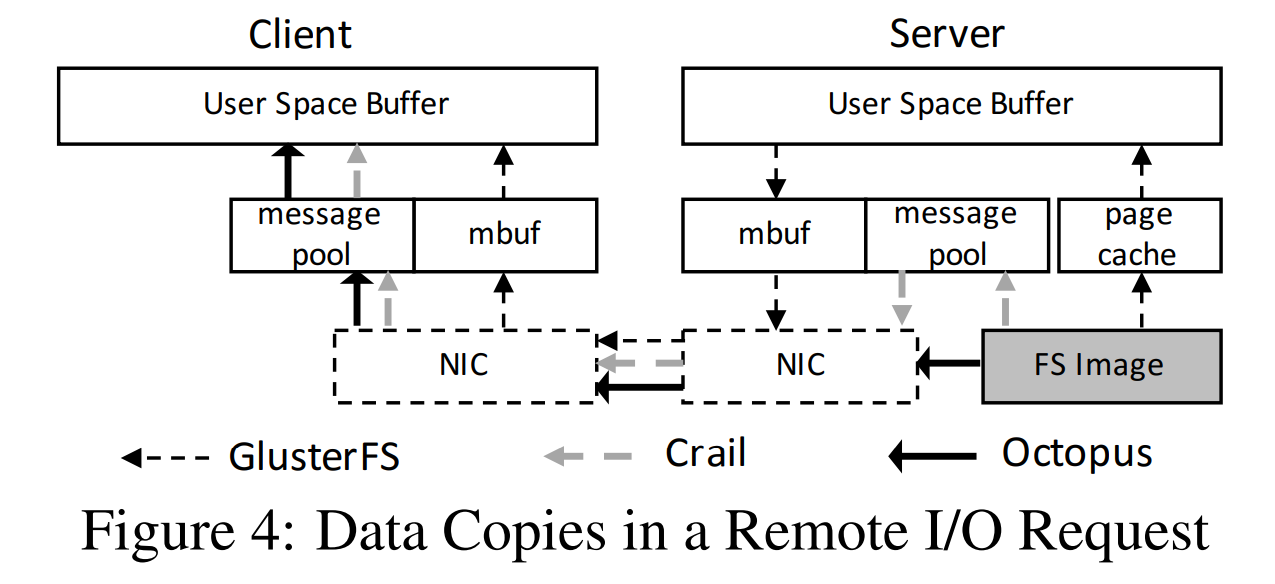 Client
Server
User Space Buffer
User Space Buffer
message
pool
mbuf
mbuf
message
pool
page
cache
NIC
NIC
FS Image
GlusterFS
Crail
Octopus
Figure 4: Data Copies in a Remote I/O Request